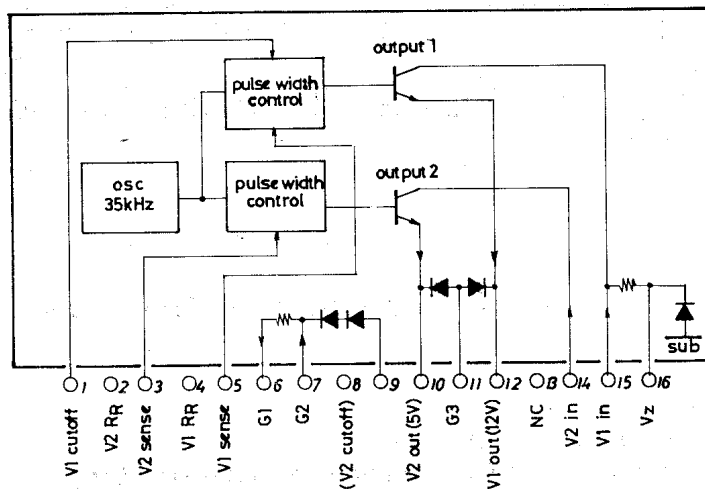 output 1
pulse width
control
output 2
osc
35kHz
pulse width
control
sub
1
2
3
4
5
6
7
8
9
10
11
12
13
14
15
16
V1 cutoff
V2 RR
V2 sense
V1 RR
V1 sense
G1
G2
(V2 cutoff)
V2 out (5V)
G3
V1 out (12V)
NC
V2 in
V1 in
Vz